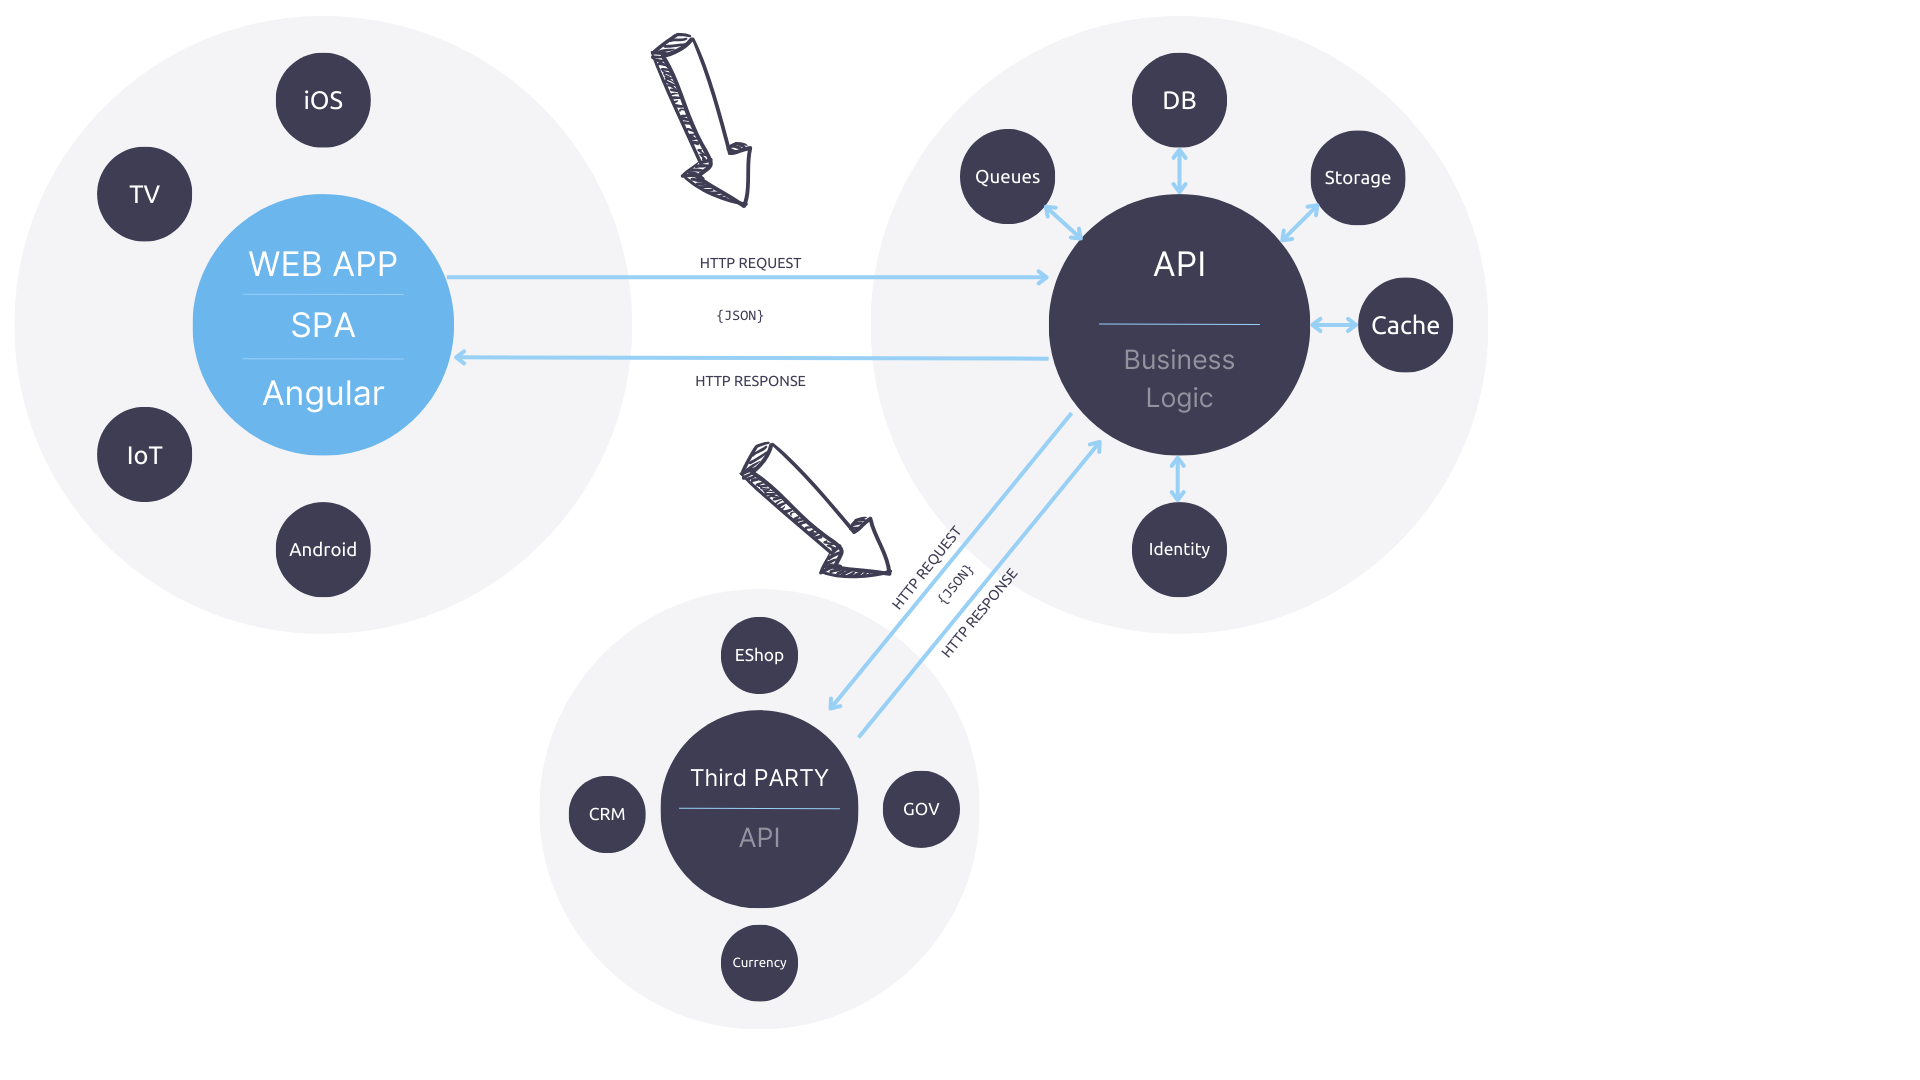 iOS
TV
WEB APP
SPA
Angular
IoT
Android
HTTP REQUEST
{JSON}
HTTP RESPONSE
DB
Queues
Storage
API
Business
Logic
Cache
Identity
HTTP REQUEST
{JSON}
HTTP RESPONSE
EShop
Third PARTY
API
CRM
GOV
Currency